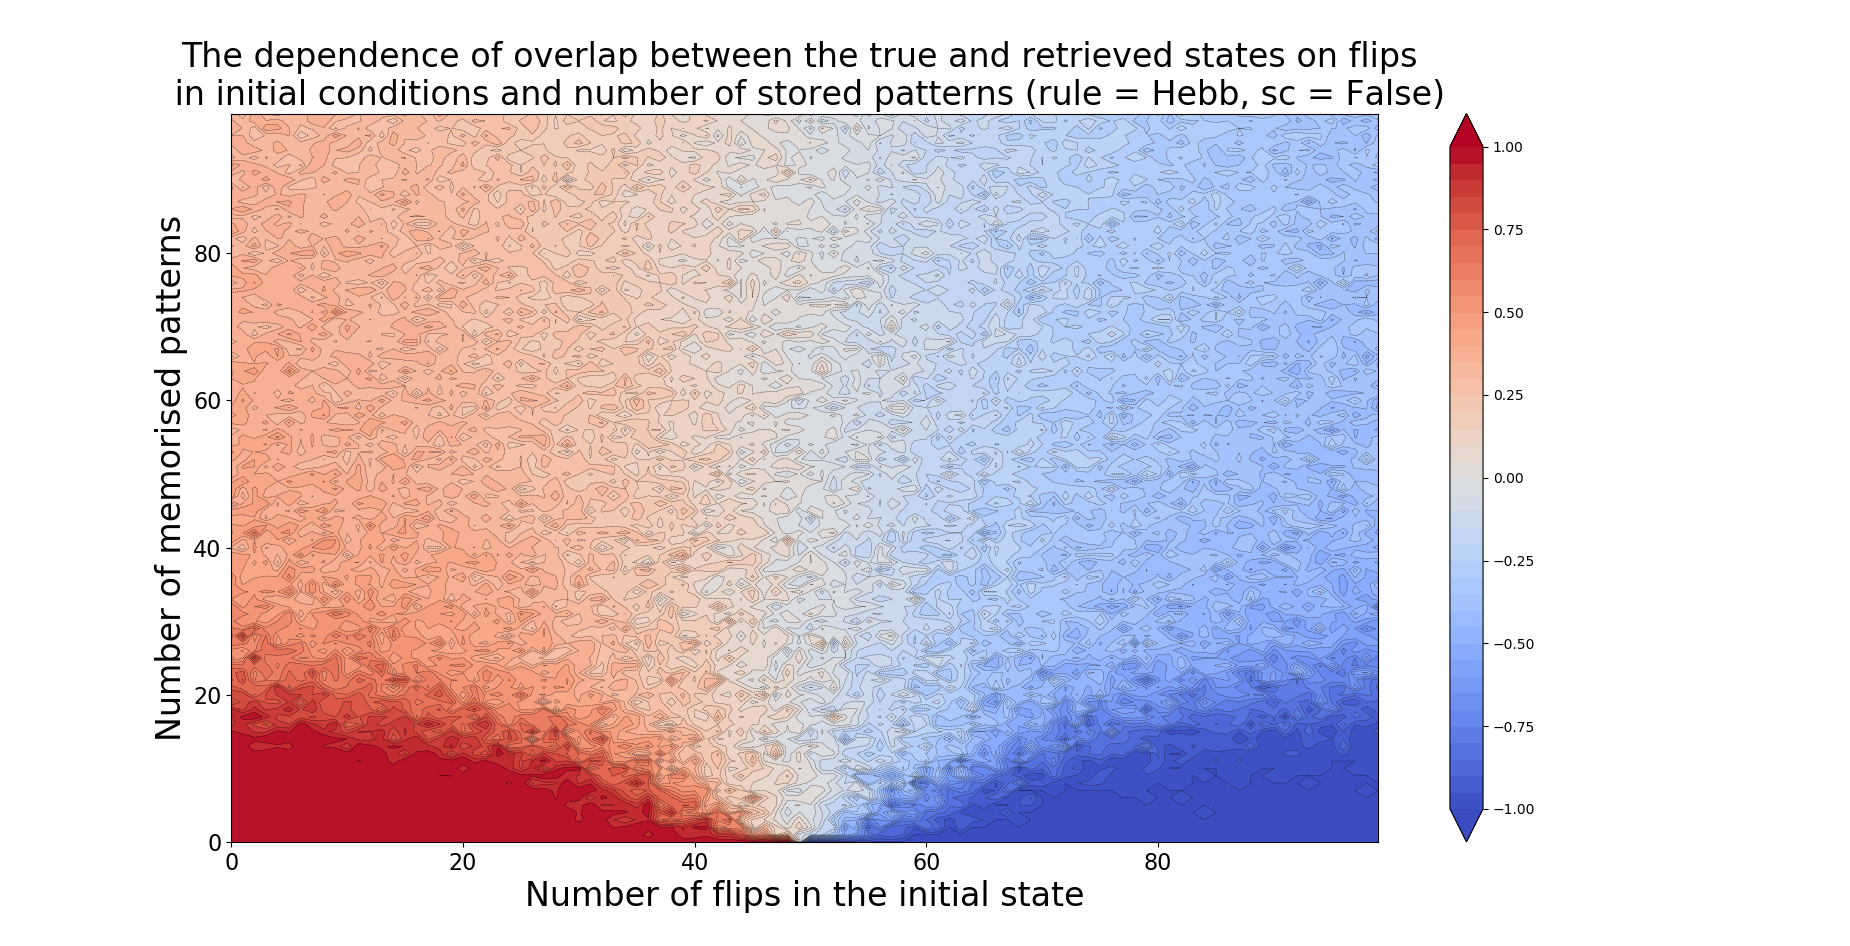 The dependence of overlap between the true and retrieved states on flips
in initial conditions and number of stored patterns (rule = Hebb, sc = False)
Number of memorised patterns
80
60
40
20
0
0 20 40 60 80
Number of flips in the initial state
1.00
0.75
0.50
0.25
0.00
−0.25
−0.50
−0.75
−1.00